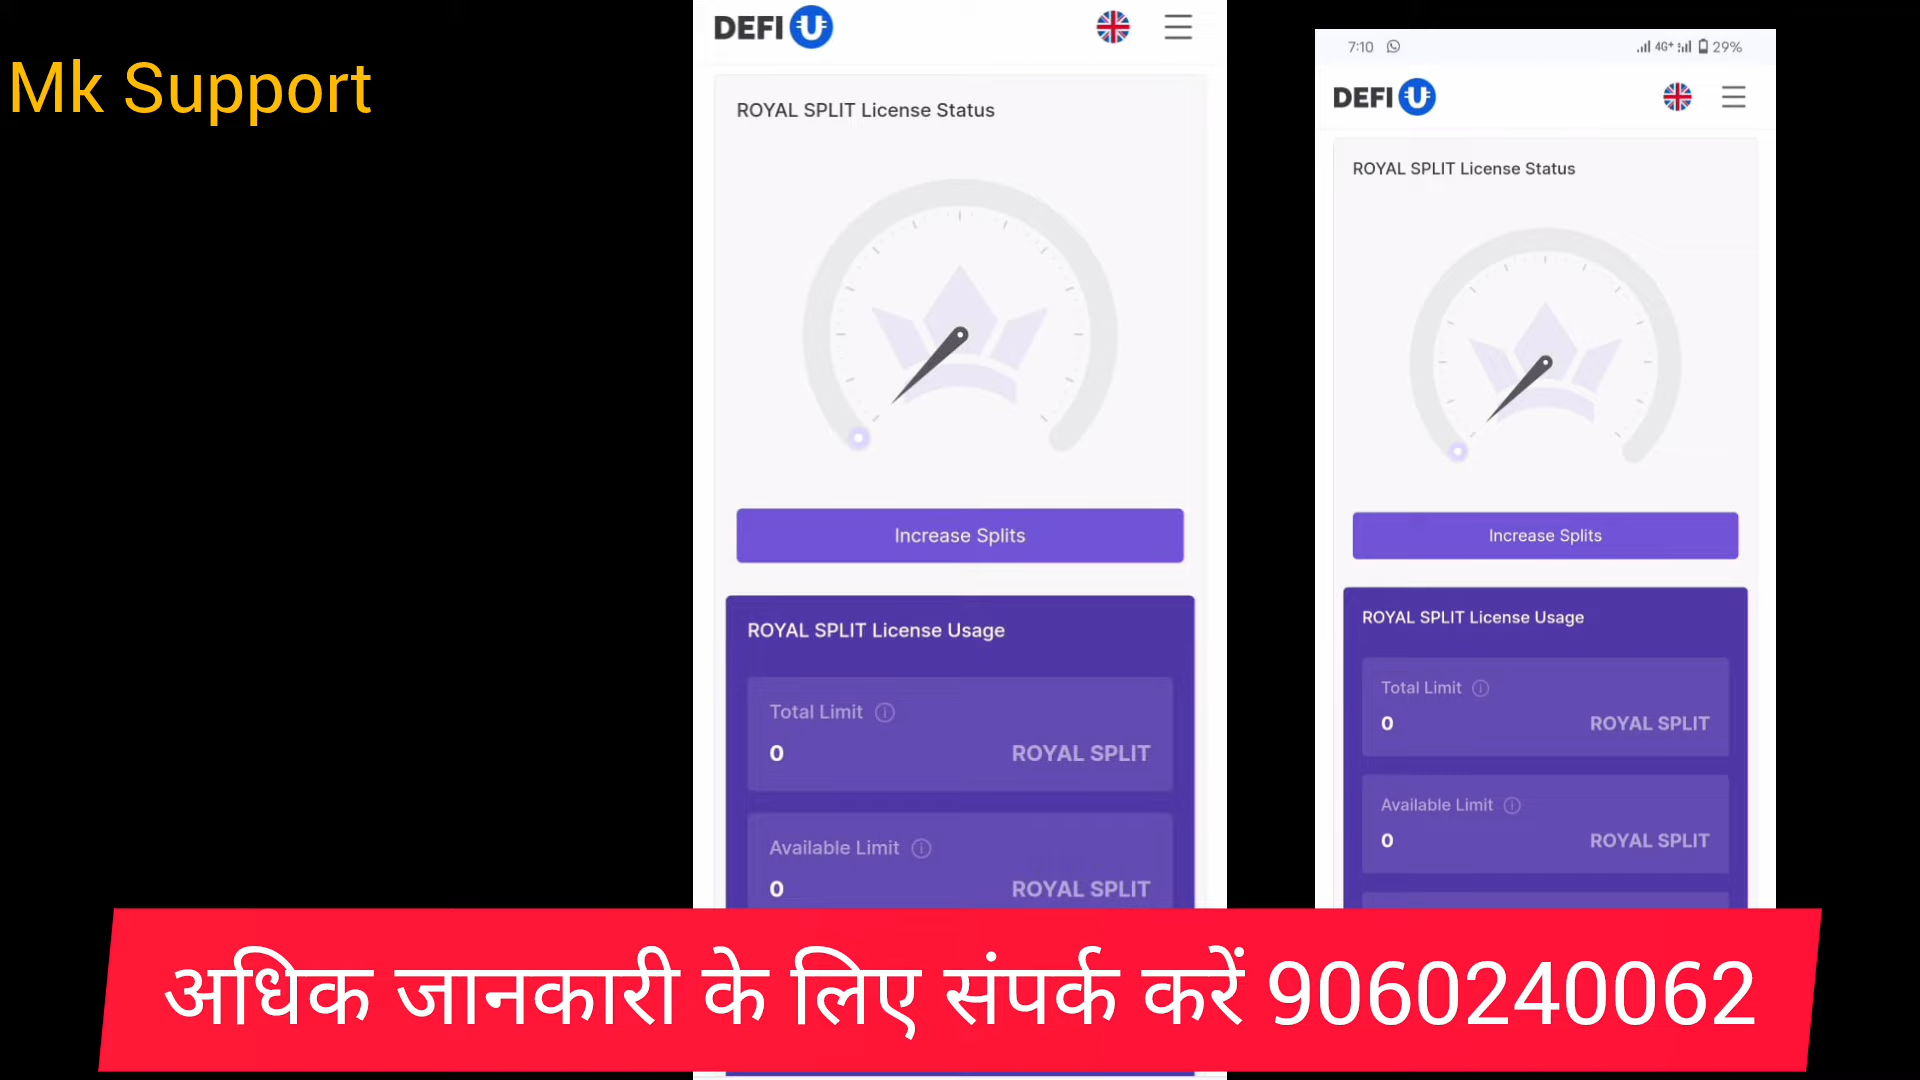 Mk Support
DEFI U
ROYAL SPLIT License Status
Increase Splits
ROYAL SPLIT License Usage
Total Limit
0 ROYAL SPLIT
Available Limit
0 ROYAL SPLIT
7:10 4G+ 29%
DEFI U
ROYAL SPLIT License Status
Increase Splits
ROYAL SPLIT License Usage
Total Limit
0 ROYAL SPLIT
Available Limit
0 ROYAL SPLIT
अधिक जानकारी के लिए संपर्क करें 9060240062